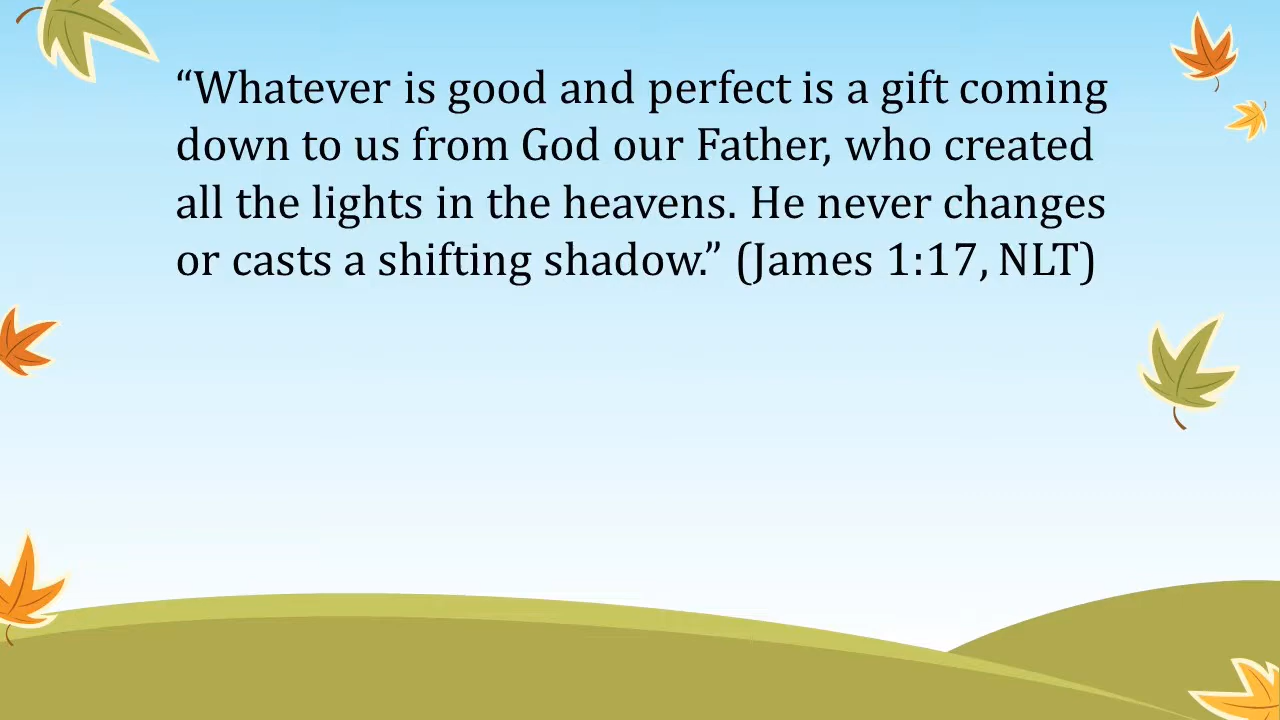 “Whatever is good and perfect is a gift coming
down to us from God our Father, who created
all the lights in the heavens. He never changes
or casts a shifting shadow.” (James 1:17, NLT)